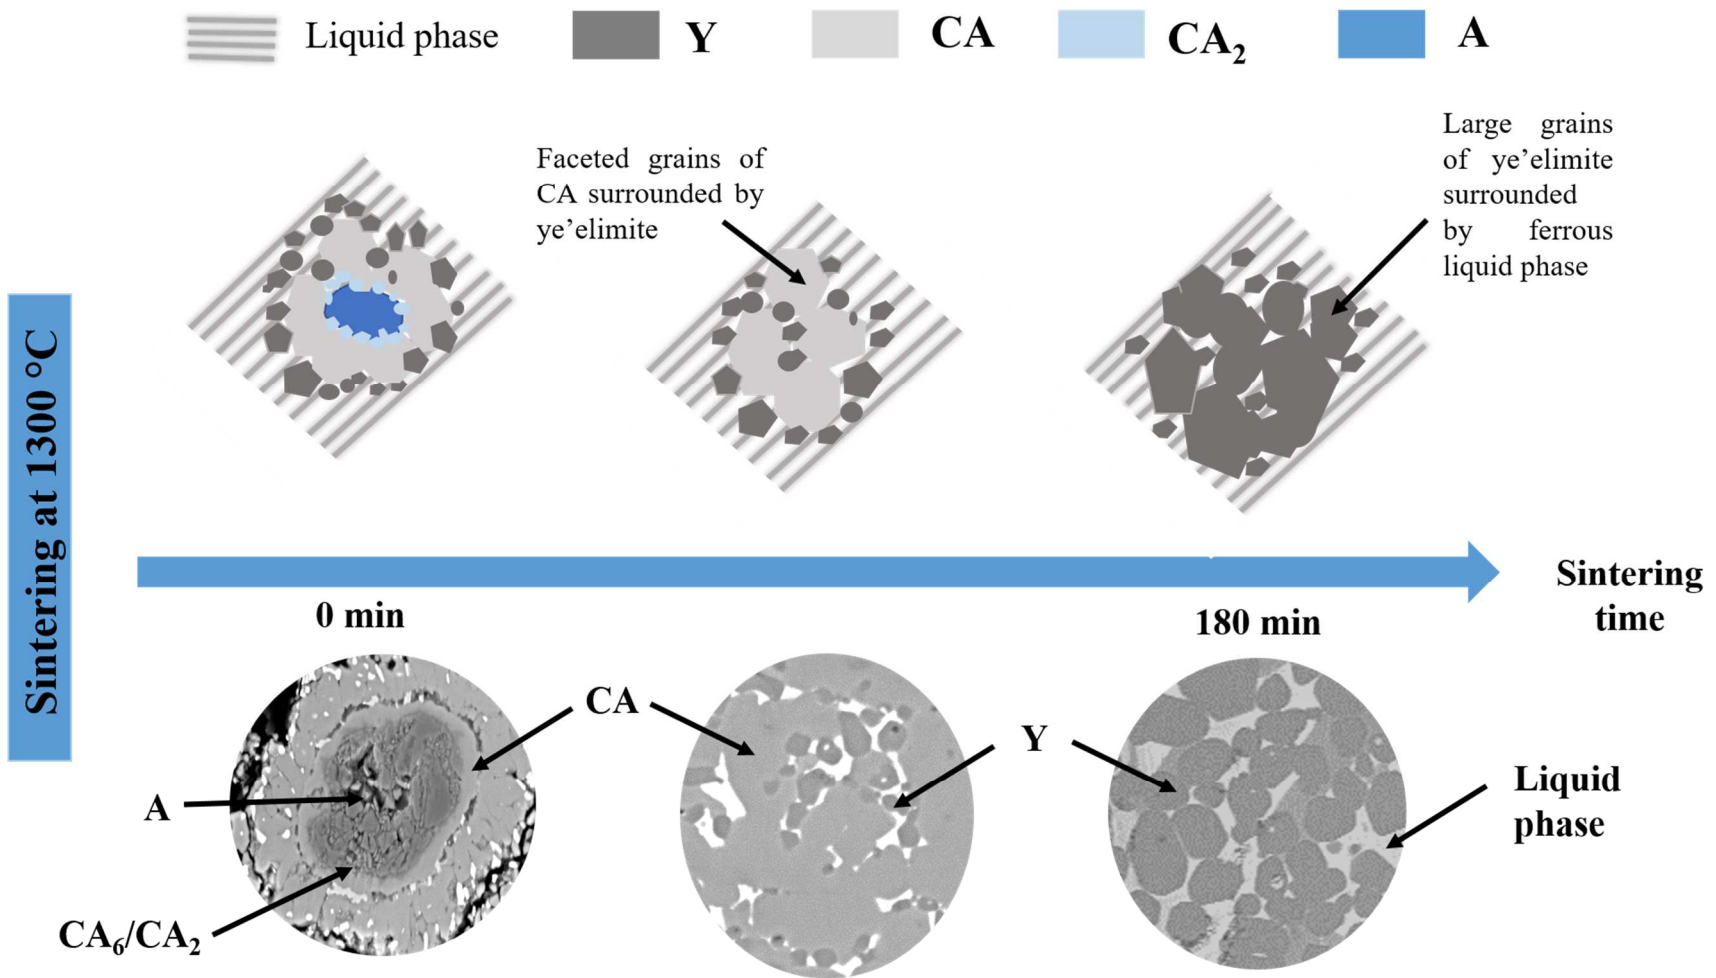 Liquid phase
Y
CA
CA₂
A
Faceted grains of
CA surrounded by
ye’elimite
Large grains
of ye’elimite
surrounded
by ferrous
liquid phase
Sintering at 1300 °C
Sintering
time
0 min
180 min
CA
Y
A
Liquid
phase
CA₆/CA₂